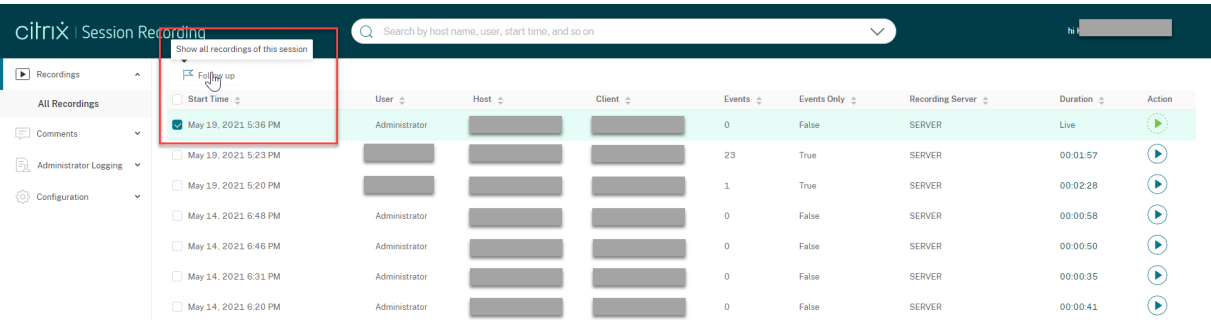 citrix | Session Recording
Search by host name, user, start time, and so on
hi
Show all recordings of this session
Recordings
Follow up
All Recordings
Start Time User Host Client Events Events Only Recording Server Duration Action
May 19, 2021 5:36 PM Administrator 0 False SERVER Live
Comments
May 19, 2021 5:23 PM 23 True SERVER 00:01:57
Administrator Logging
May 19, 2021 5:20 PM 1 True SERVER 00:02:28
Configuration
May 14, 2021 6:48 PM Administrator 0 False SERVER 00:00:58
May 14, 2021 6:46 PM Administrator 0 False SERVER 00:00:50
May 14, 2021 6:31 PM Administrator 0 False SERVER 00:00:35
May 14, 2021 6:20 PM Administrator 0 False SERVER 00:00:41